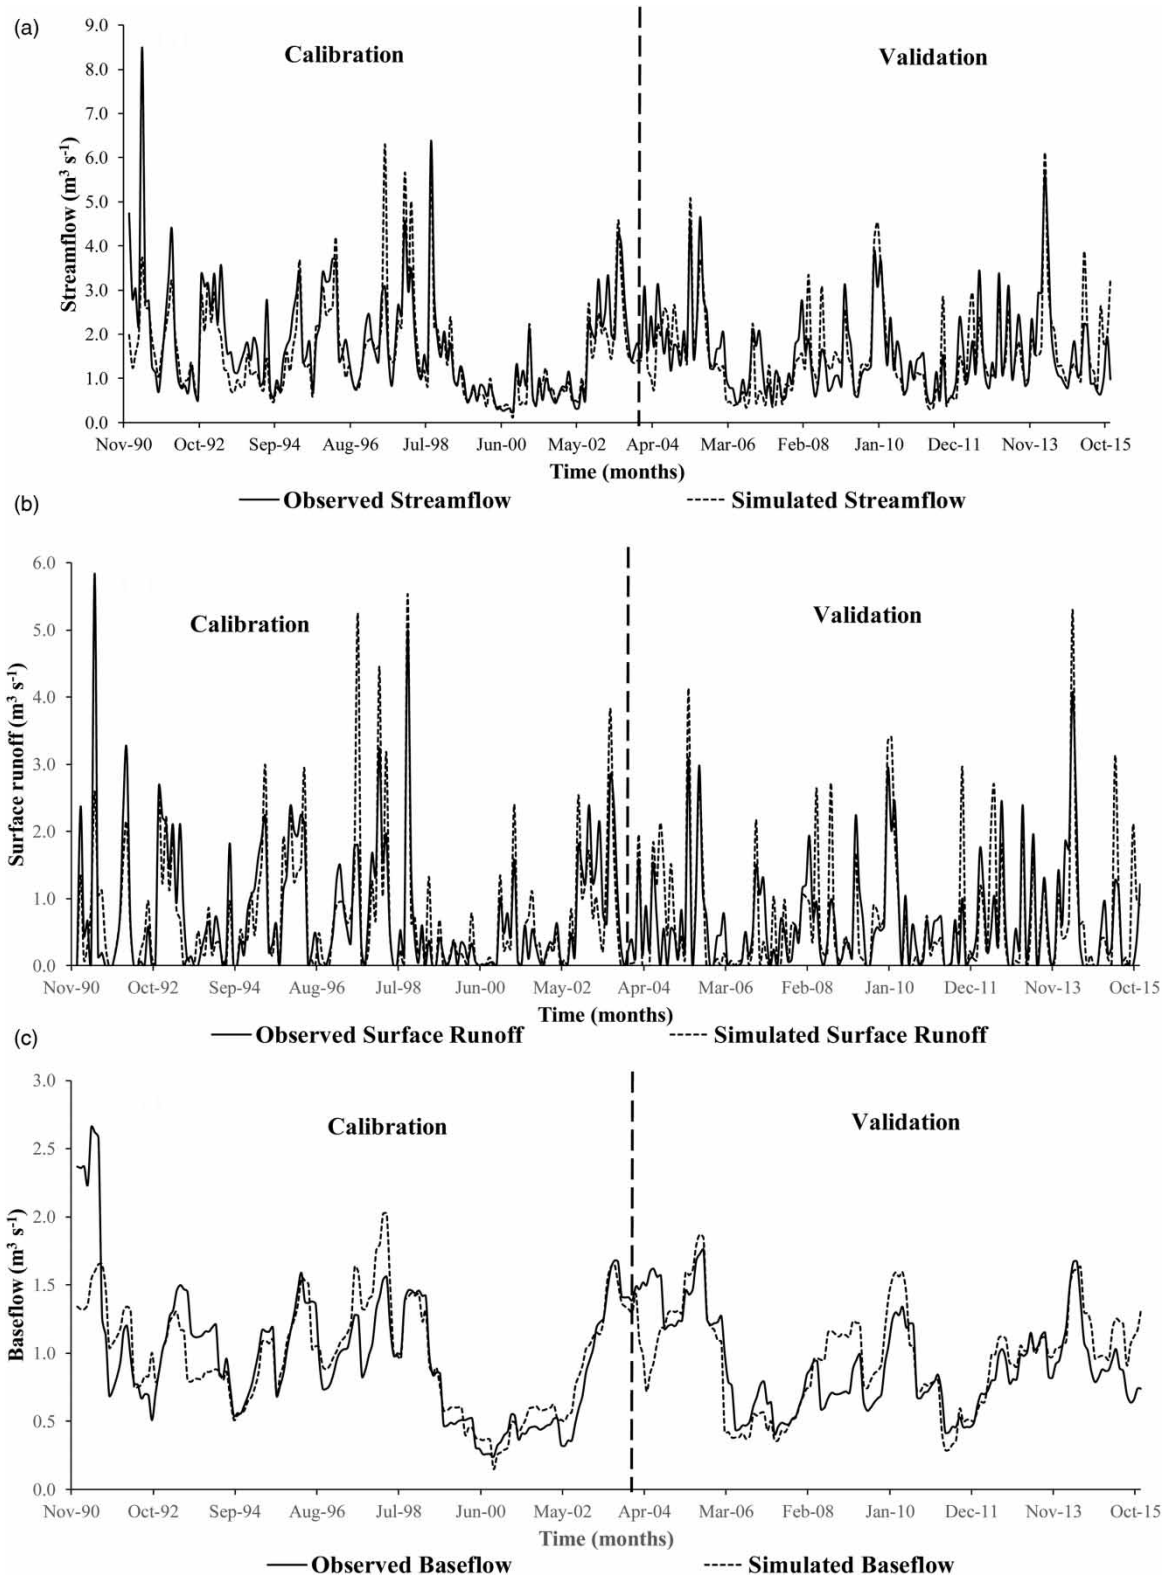 (a)
9.0
8.0
7.0
6.0
5.0
4.0
3.0
2.0
1.0
0.0
Streamflow (m³ s⁻¹)
Calibration
Validation
Nov-90 Oct-92 Sep-94 Aug-96 Jul-98 Jun-00 May-02 Apr-04 Mar-06 Feb-08 Jan-10 Dec-11 Nov-13 Oct-15
Time (months)
Observed Streamflow Simulated Streamflow
(b)
6.0
5.0
4.0
3.0
2.0
1.0
0.0
Surface runoff (m³ s⁻¹)
Calibration
Validation
Nov-90 Oct-92 Sep-94 Aug-96 Jul-98 Jun-00 May-02 Apr-04 Mar-06 Feb-08 Jan-10 Dec-11 Nov-13 Oct-15
Time (months)
Observed Surface Runoff Simulated Surface Runoff
(c)
3.0
2.5
2.0
1.5
1.0
0.5
0.0
Baseflow (m³ s⁻¹)
Calibration
Validation
Nov-90 Oct-92 Sep-94 Aug-96 Jul-98 Jun-00 May-02 Apr-04 Mar-06 Feb-08 Jan-10 Dec-11 Nov-13 Oct-15
Time (months)
Observed Baseflow Simulated Baseflow